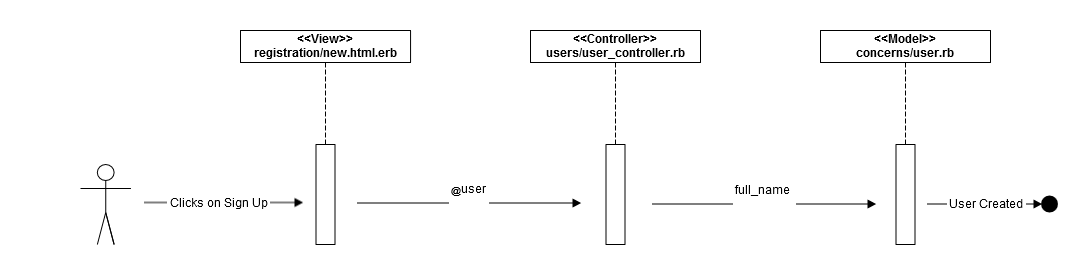 <<View>>
registration/new.html.erb
<<Controller>>
users/user_controller.rb
<<Model>>
concerns/user.rb
Clicks on Sign Up
@user
full_name
User Created